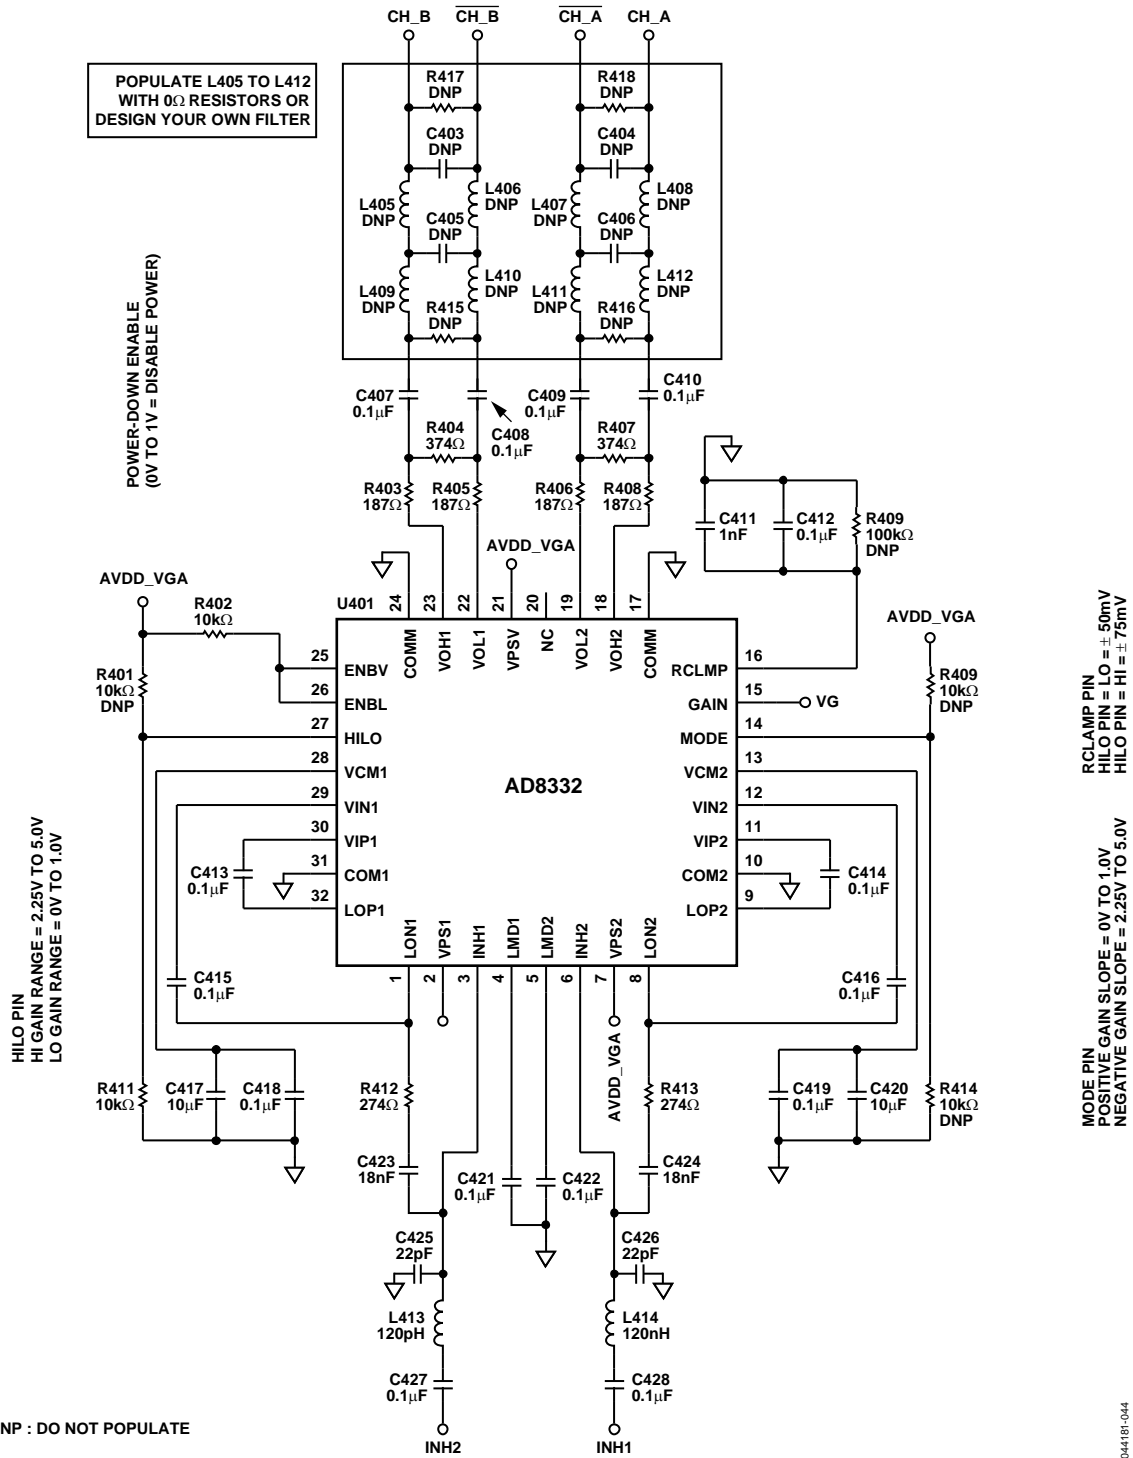 CH_B CH_B CH_A CH_A
POPULATE L405 TO L412
WITH 0Ω RESISTORS OR
DESIGN YOUR OWN FILTER
R417
DNP
R418
DNP
C403
DNP
C404
DNP
L405
DNP
L406
DNP
L407
DNP
L408
DNP
C405
DNP
C406
DNP
L409
DNP
L410
DNP
L411
DNP
L412
DNP
R415
DNP
R416
DNP
POWER-DOWN ENABLE
(0V TO 1V = DISABLE POWER)
C407
0.1µF
C408
0.1µF
C409
0.1µF
C410
0.1µF
R404
374Ω
R407
374Ω
R403
187Ω
R405
187Ω
R406
187Ω
R408
187Ω
C411
1nF
C412
0.1µF
R409
100kΩ
DNP
AVDD_VGA
AVDD_VGA
AVDD_VGA
R402
10kΩ
R401
10kΩ
DNP
R409
10kΩ
DNP
U401
24 23 22 21 20 19 18 17
COMM VOH1 VOL1 VPSV NC VOL2 VOH2 COMM
25 ENBV
26 ENBL
27 HILO
28 VCM1
29 VIN1
30 VIP1
31 COM1
32 LOP1
AD8332
RCLMP 16
GAIN 15 VG
MODE 14
VCM2 13
VIN2 12
VIP2 11
COM2 10
LOP2 9
LON1 VPS1 INH1 LMD1 LMD2 INH2 VPS2 LON2
1 2 3 4 5 6 7 8
RCLAMP PIN
HILO PIN = LO = ± 50mV
HILO PIN = HI = ± 75mV
HILO PIN
HI GAIN RANGE = 2.25V TO 5.0V
LO GAIN RANGE = 0V TO 1.0V
MODE PIN
POSITIVE GAIN SLOPE = 0V TO 1.0V
NEGATIVE GAIN SLOPE = 2.25V TO 5.0V
C413
0.1µF
C414
0.1µF
C415
0.1µF
C416
0.1µF
AVDD_VGA
R411
10kΩ
C417
10µF
C418
0.1µF
R412
274Ω
R413
274Ω
C419
0.1µF
C420
10µF
R414
10kΩ
DNP
C423
18nF
C421
0.1µF
C422
0.1µF
C424
18nF
C425
22pF
C426
22pF
L413
120pH
L414
120nH
C427
0.1µF
C428
0.1µF
INH2 INH1
NP : DO NOT POPULATE
044181-044